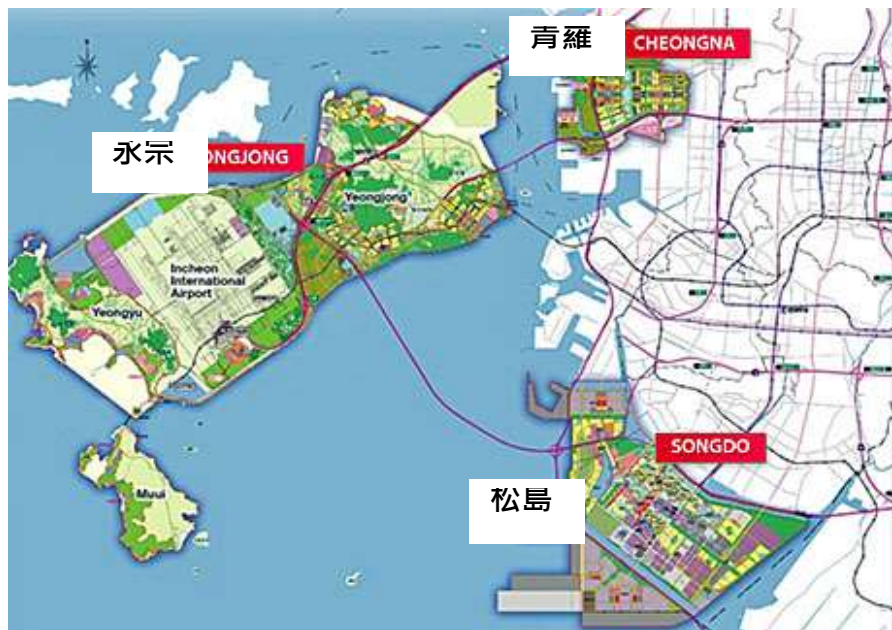 青羅
CHEONGNA
永宗
ONGJONG
Yeongjong
Incheon
International
Airport
Yeongyu
SONGDO
松島
Muui